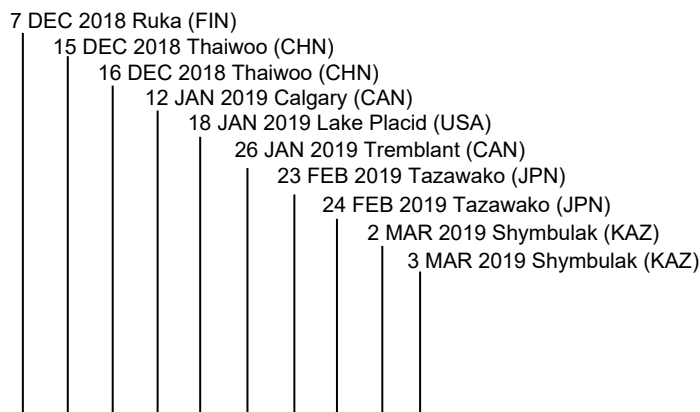 7 DEC 2018 Ruka (FIN)
15 DEC 2018 Thaiwoo (CHN)
16 DEC 2018 Thaiwoo (CHN)
12 JAN 2019 Calgary (CAN)
18 JAN 2019 Lake Placid (USA)
26 JAN 2019 Tremblant (CAN)
23 FEB 2019 Tazawako (JPN)
24 FEB 2019 Tazawako (JPN)
2 MAR 2019 Shymbulak (KAZ)
3 MAR 2019 Shymbulak (KAZ)